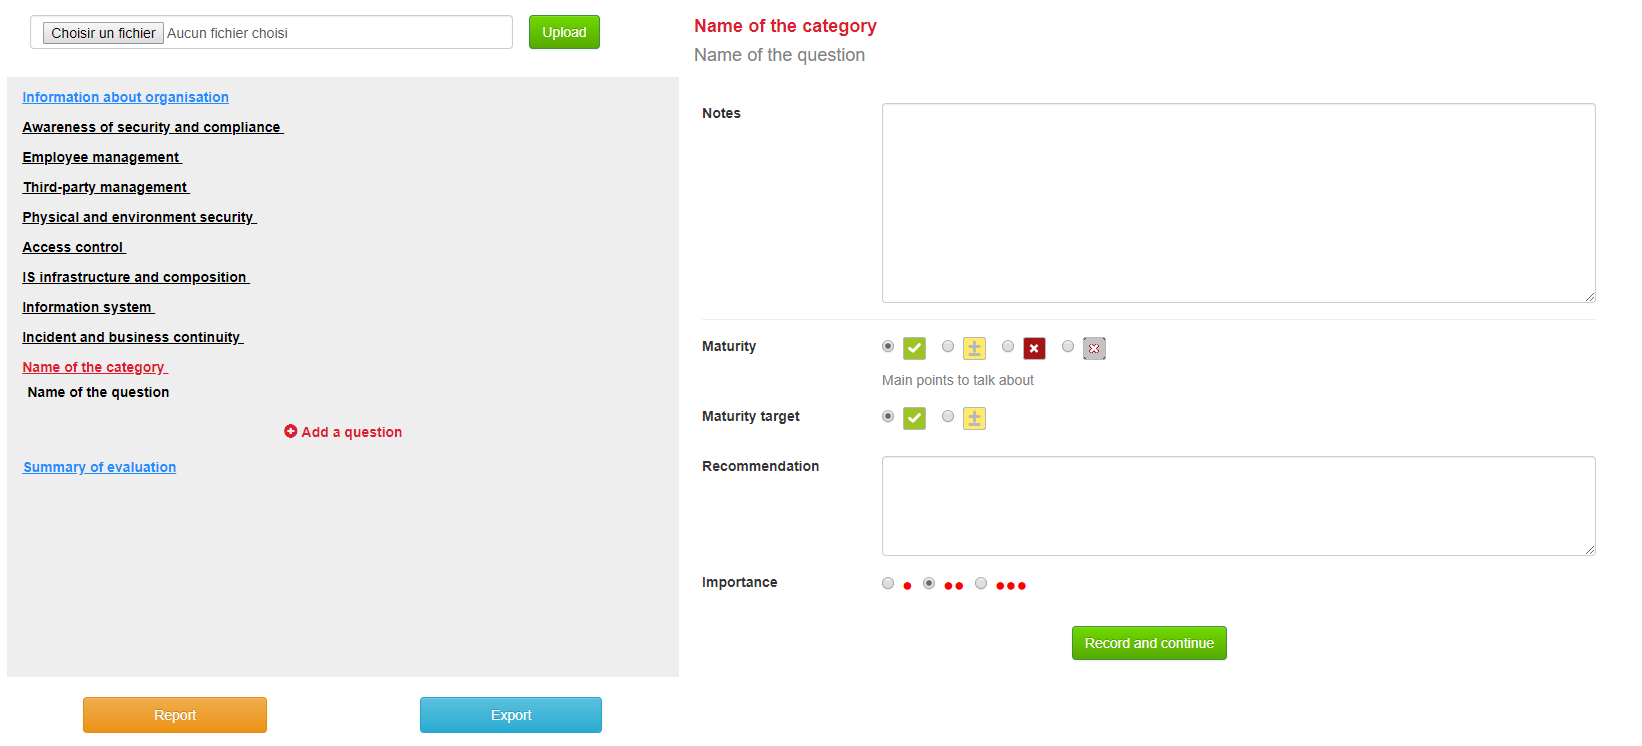 Choisir un fichier Aucun fichier choisi
Upload
Information about organisation
Awareness of security and compliance
Employee management
Third-party management
Physical and environment security
Access control
IS infrastructure and composition
Information system
Incident and business continuity
Name of the category
Name of the question
Add a question
Summary of evaluation
Report
Export
Name of the category
Name of the question
Notes
Maturity
Main points to talk about
Maturity target
Recommendation
Importance
Record and continue